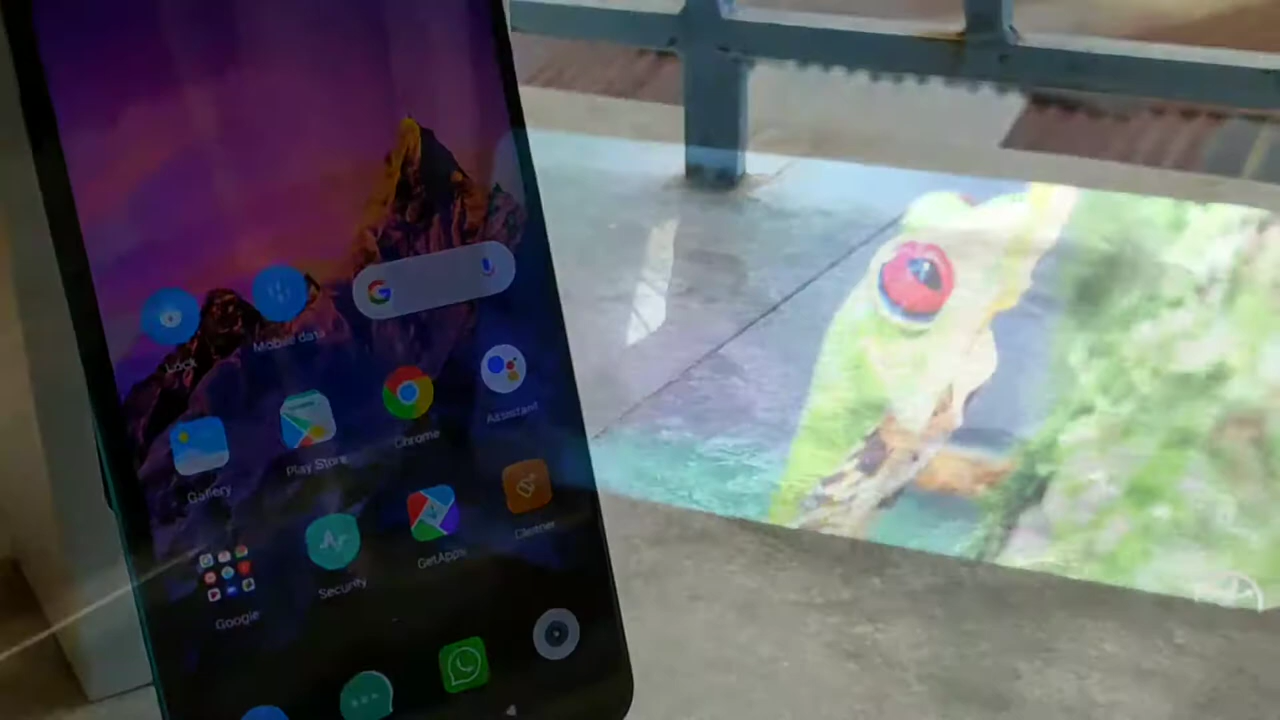 Lock
Mobile data
Gallery
Play Store
Chrome
Assistant
Google
Security
GetApps
Cleaner